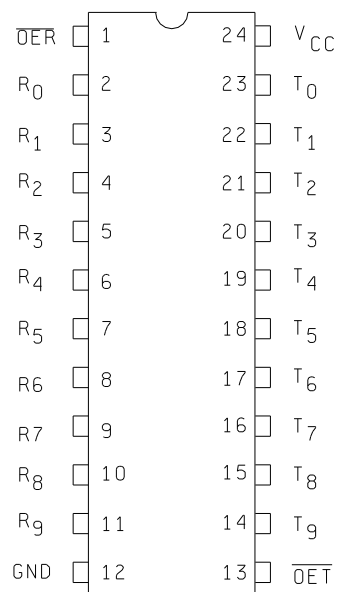 OER 1 24 VCC
R0 2 23 T0
R1 3 22 T1
R2 4 21 T2
R3 5 20 T3
R4 6 19 T4
R5 7 18 T5
R6 8 17 T6
R7 9 16 T7
R8 10 15 T8
R9 11 14 T9
GND 12 13 OET